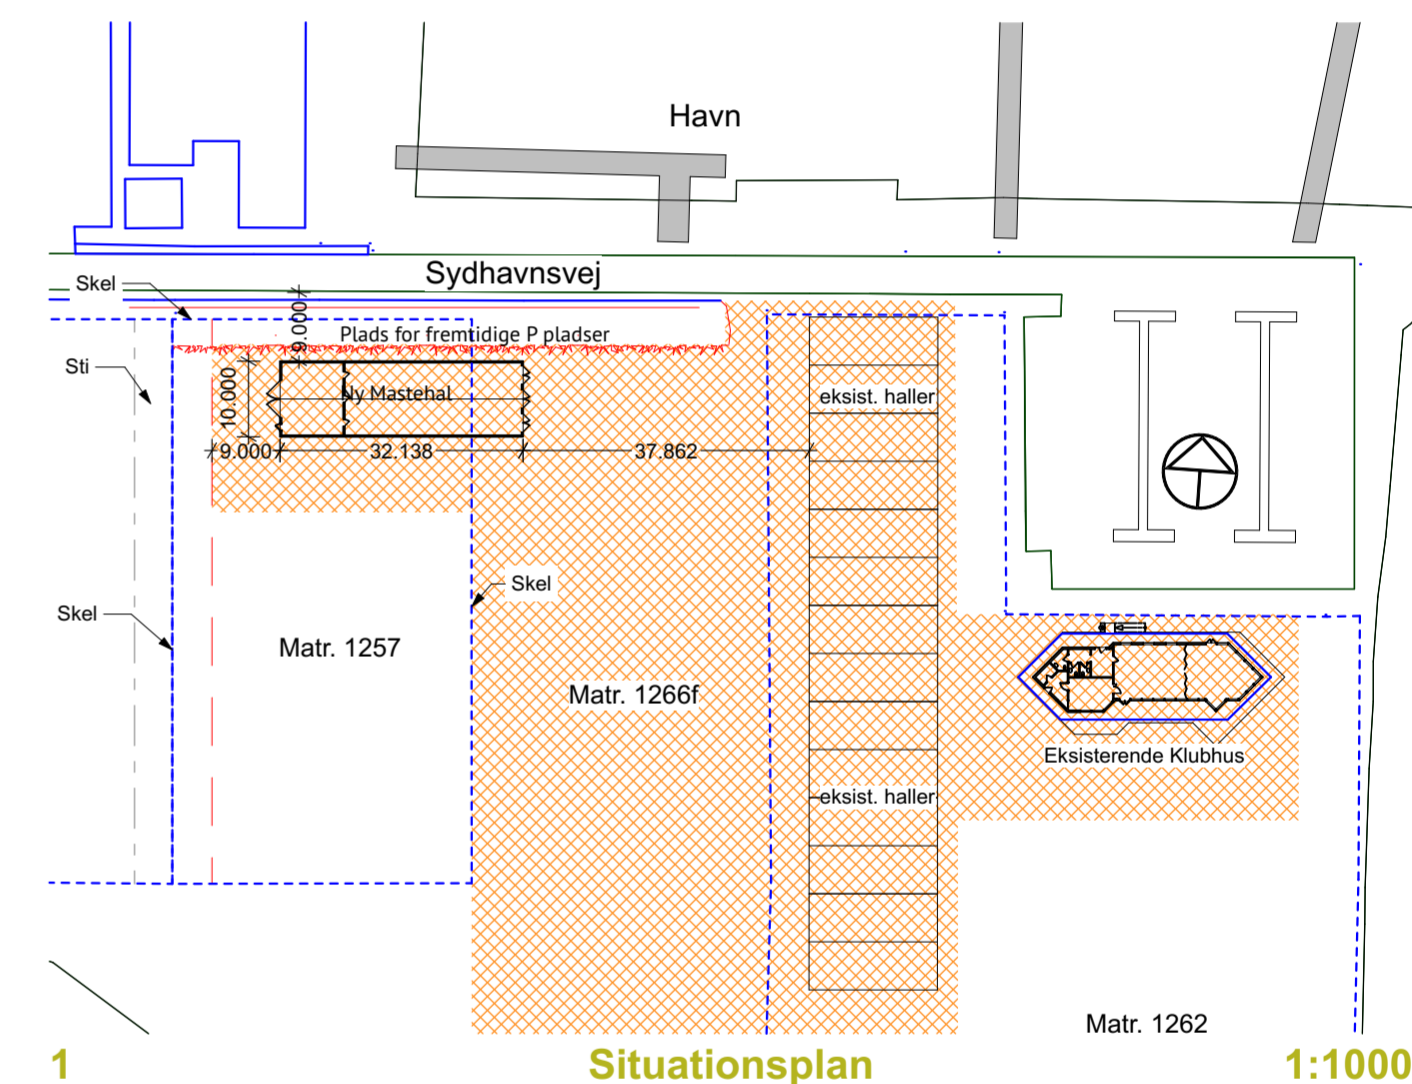 Havn
Sydhavnsvej
Skel
9.000
Plads for fremtidige P pladser
Sti
10.000
Ny Mastehal
eksist. haller
9.000
32.138
37.862
Skel
Skel
Matr. 1257
Matr. 1266f
Eksisterende Klubhus
eksist. haller
Matr. 1262
1 Situationsplan 1:1000